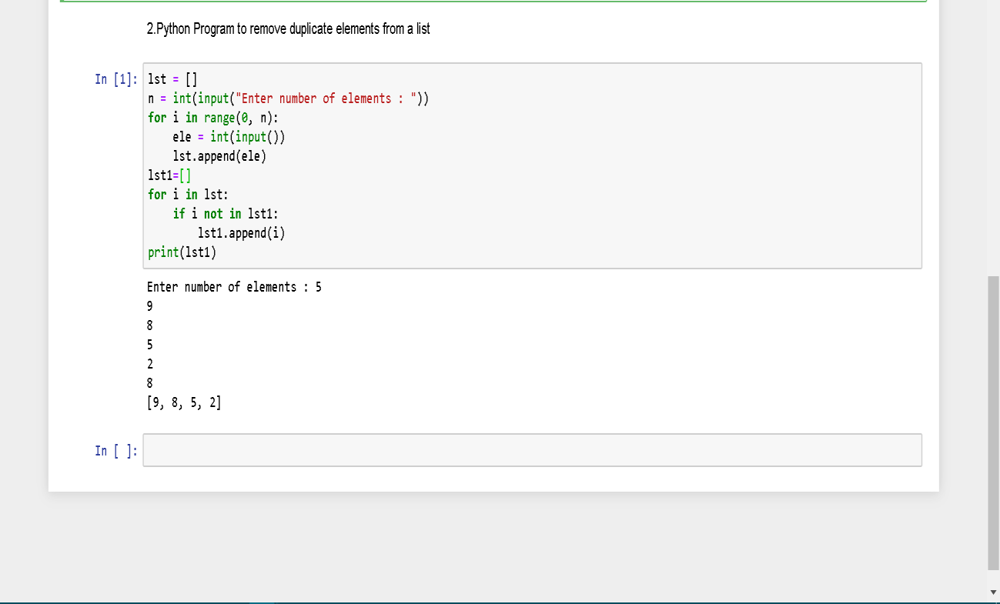 2.Python Program to remove duplicate elements from a list
In [1]: lst = []
n = int(input("Enter number of elements : "))
for i in range(0, n):
    ele = int(input())
    lst.append(ele)
lst1=[]
for i in lst:
    if i not in lst1:
        lst1.append(i)
print(lst1)
Enter number of elements : 5
9
8
5
2
8
[9, 8, 5, 2]
In [ ]: